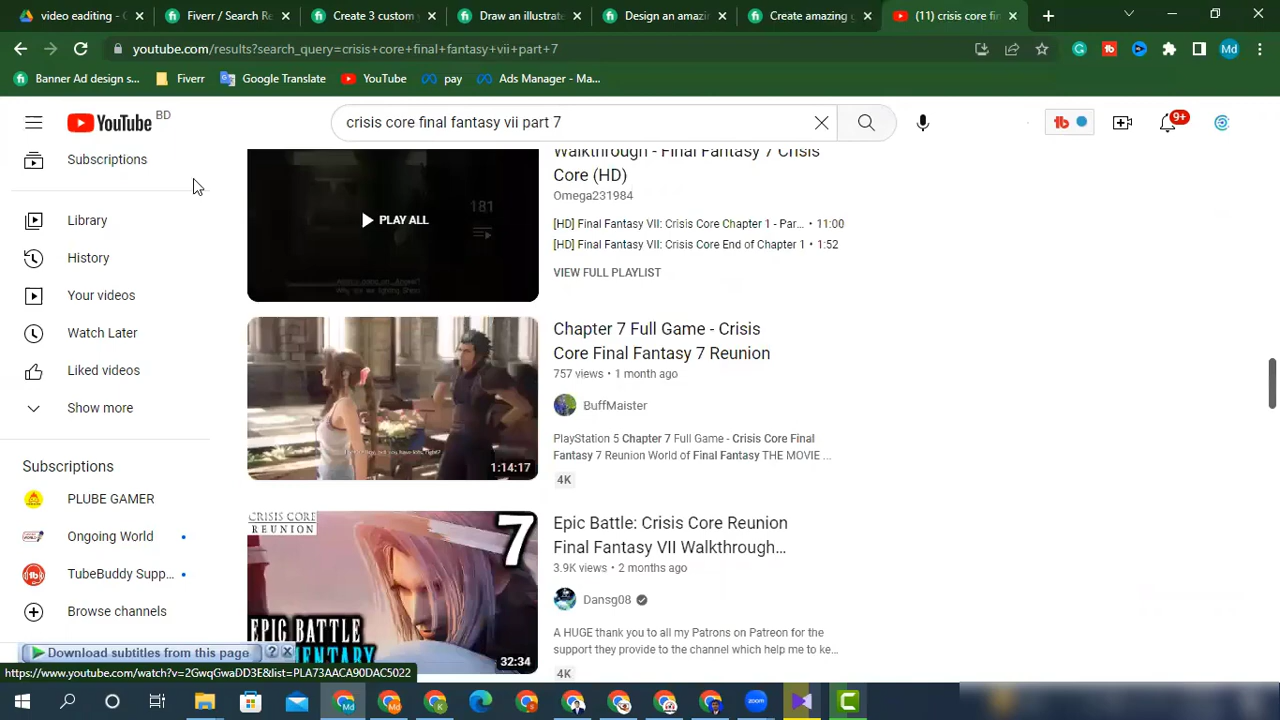 video eaditing - G
Fiverr / Search Re
Create 3 custom y
Draw an illustrate
Design an amazin
Create amazing g
(11) crisis core fin
youtube.com/results?search_query=crisis+core+final+fantasy+vii+part+7
Md
Banner Ad design s...
Fiverr
Google Translate
YouTube
pay
Ads Manager - Ma...
YouTube
BD
crisis core final fantasy vii part 7
tb
9+
Subscriptions
Library
History
Your videos
Watch Later
Liked videos
Show more
Subscriptions
PLUBE GAMER
Ongoing World
TubeBuddy Supp...
Browse channels
181
PLAY ALL
Walkthrough - Final Fantasy 7 Crisis
Core (HD)
Omega231984
[HD] Final Fantasy VII: Crisis Core Chapter 1 - Par... • 11:00
[HD] Final Fantasy VII: Crisis Core End of Chapter 1 • 1:52
VIEW FULL PLAYLIST
1:14:17
Chapter 7 Full Game - Crisis
Core Final Fantasy 7 Reunion
757 views • 1 month ago
BuffMaister
PlayStation 5 Chapter 7 Full Game - Crisis Core Final
Fantasy 7 Reunion World of Final Fantasy THE MOVIE ...
4K
CRISIS CORE
REUNION
7
EPIC BATTLE
32:34
Epic Battle: Crisis Core Reunion
Final Fantasy VII Walkthrough...
3.9K views • 2 months ago
Dansg08
A HUGE thank you to all my Patrons on Patreon for the
support they provide to the channel which help me to ke...
4K
Download subtitles from this page
?
https://www.youtube.com/watch?v=2GwqGwaDD3E&list=PLA73AACA90DAC5022
Md
Md
K
zoom